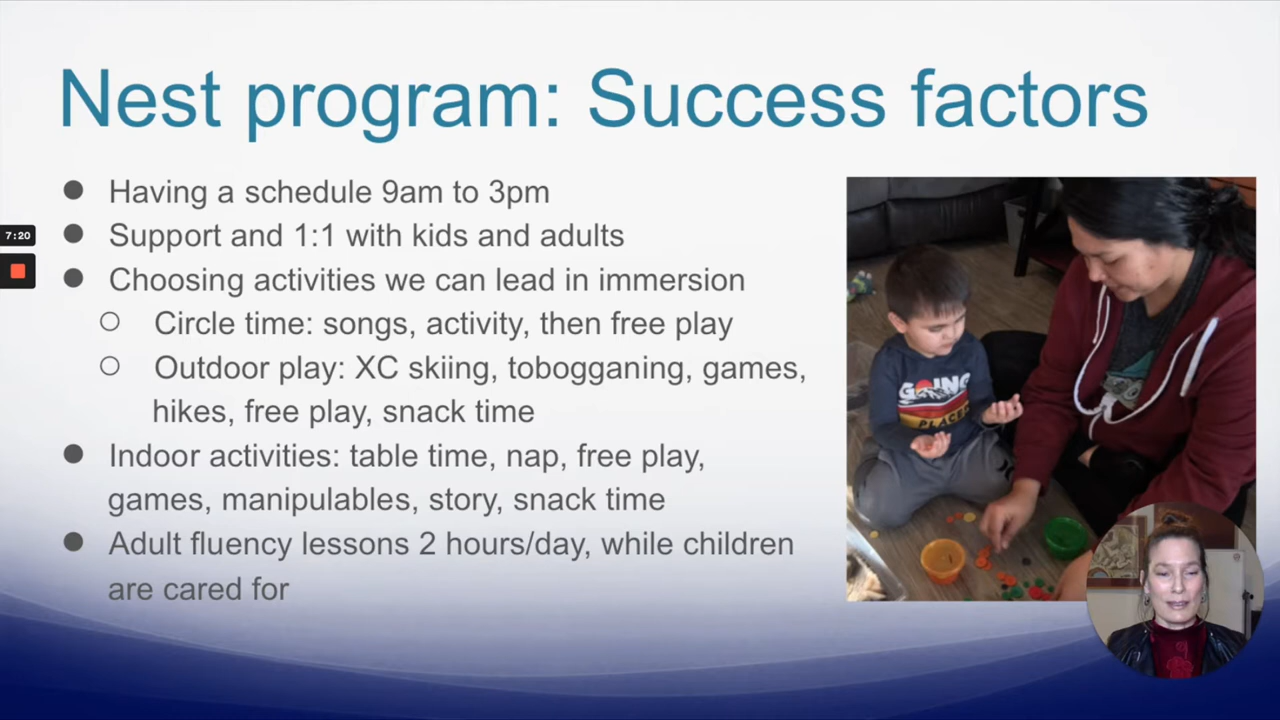 Nest program: Success factors
● Having a schedule 9am to 3pm
● Support and 1:1 with kids and adults
● Choosing activities we can lead in immersion
○ Circle time: songs, activity, then free play
○ Outdoor play: XC skiing, tobogganing, games,
hikes, free play, snack time
● Indoor activities: table time, nap, free play,
games, manipulables, story, snack time
● Adult fluency lessons 2 hours/day, while children
are cared for
7:20
GOING
PLACES